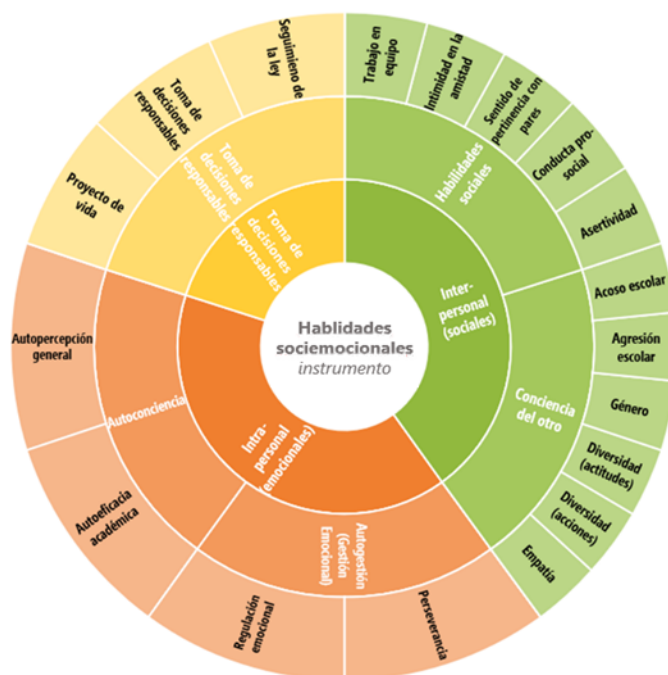 Hablidades
sociemocionales
instrumento
Inter-
personal
(sociales)
Intra-
personal
(emocionales)
Toma de
decisiones
responsables
Habilidades
sociales
Conciencia
del otro
Autogestión
(Gestión
Emocional)
Autoconciencia
Toma de
decisiones
responsables
Trabajo en
equipo
Intimidad en la
amistad
Sentido de
pertinencia con
pares
Conducta pro-
social
Asertividad
Acoso escolar
Agresión
escolar
Género
Diversidad
(actitudes)
Diversidad
(acciones)
Empatía
Perseverancia
Regulación
emocional
Autoeficacia
académica
Autopercepción
general
Proyecto de
vida
Toma de
decisiones
responsables
Seguimieno de
la ley